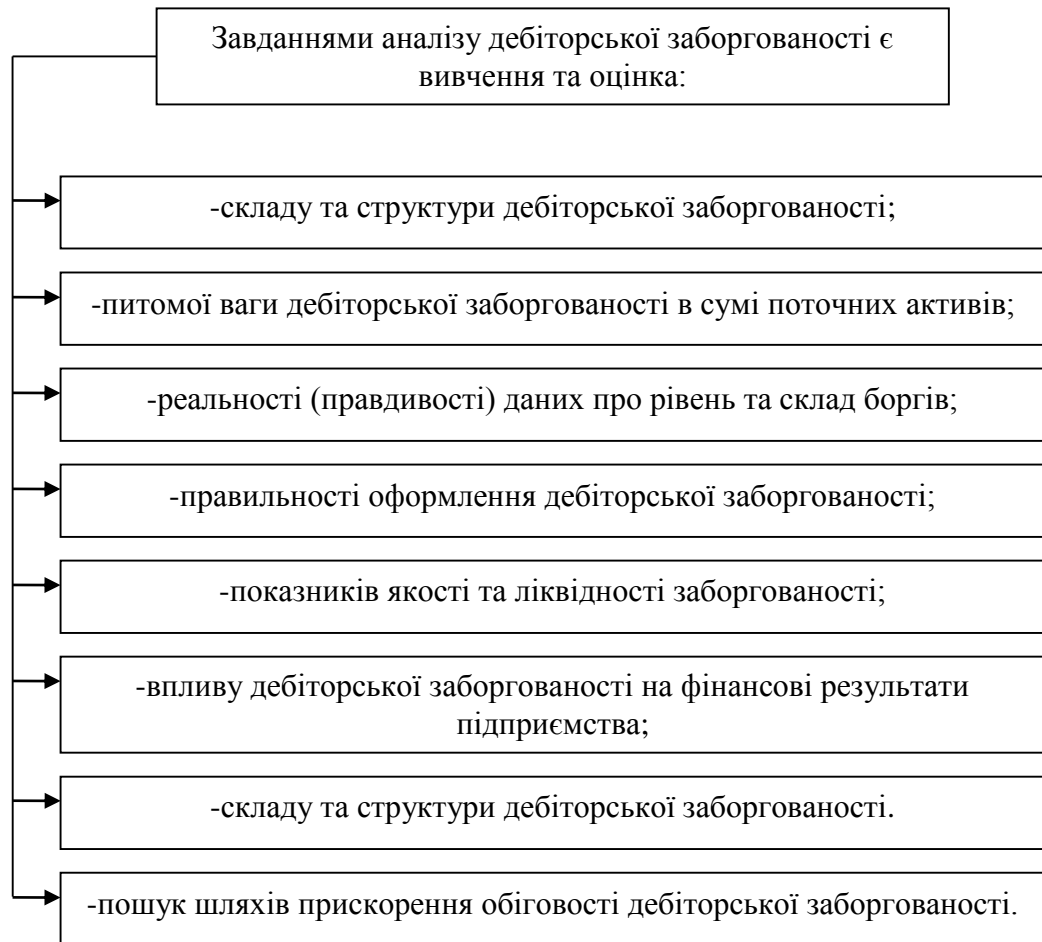 Завданнями аналізу дебіторської заборгованості є
вивчення та оцінка:
-складу та структури дебіторської заборгованості;
-питомої ваги дебіторської заборгованості в сумі поточних активів;
-реальності (правдивості) даних про рівень та склад боргів;
-правильності оформлення дебіторської заборгованості;
-показників якості та ліквідності заборгованості;
-впливу дебіторської заборгованості на фінансові результати
підприємства;
-складу та структури дебіторської заборгованості.
-пошук шляхів прискорення обіговості дебіторської заборгованості.